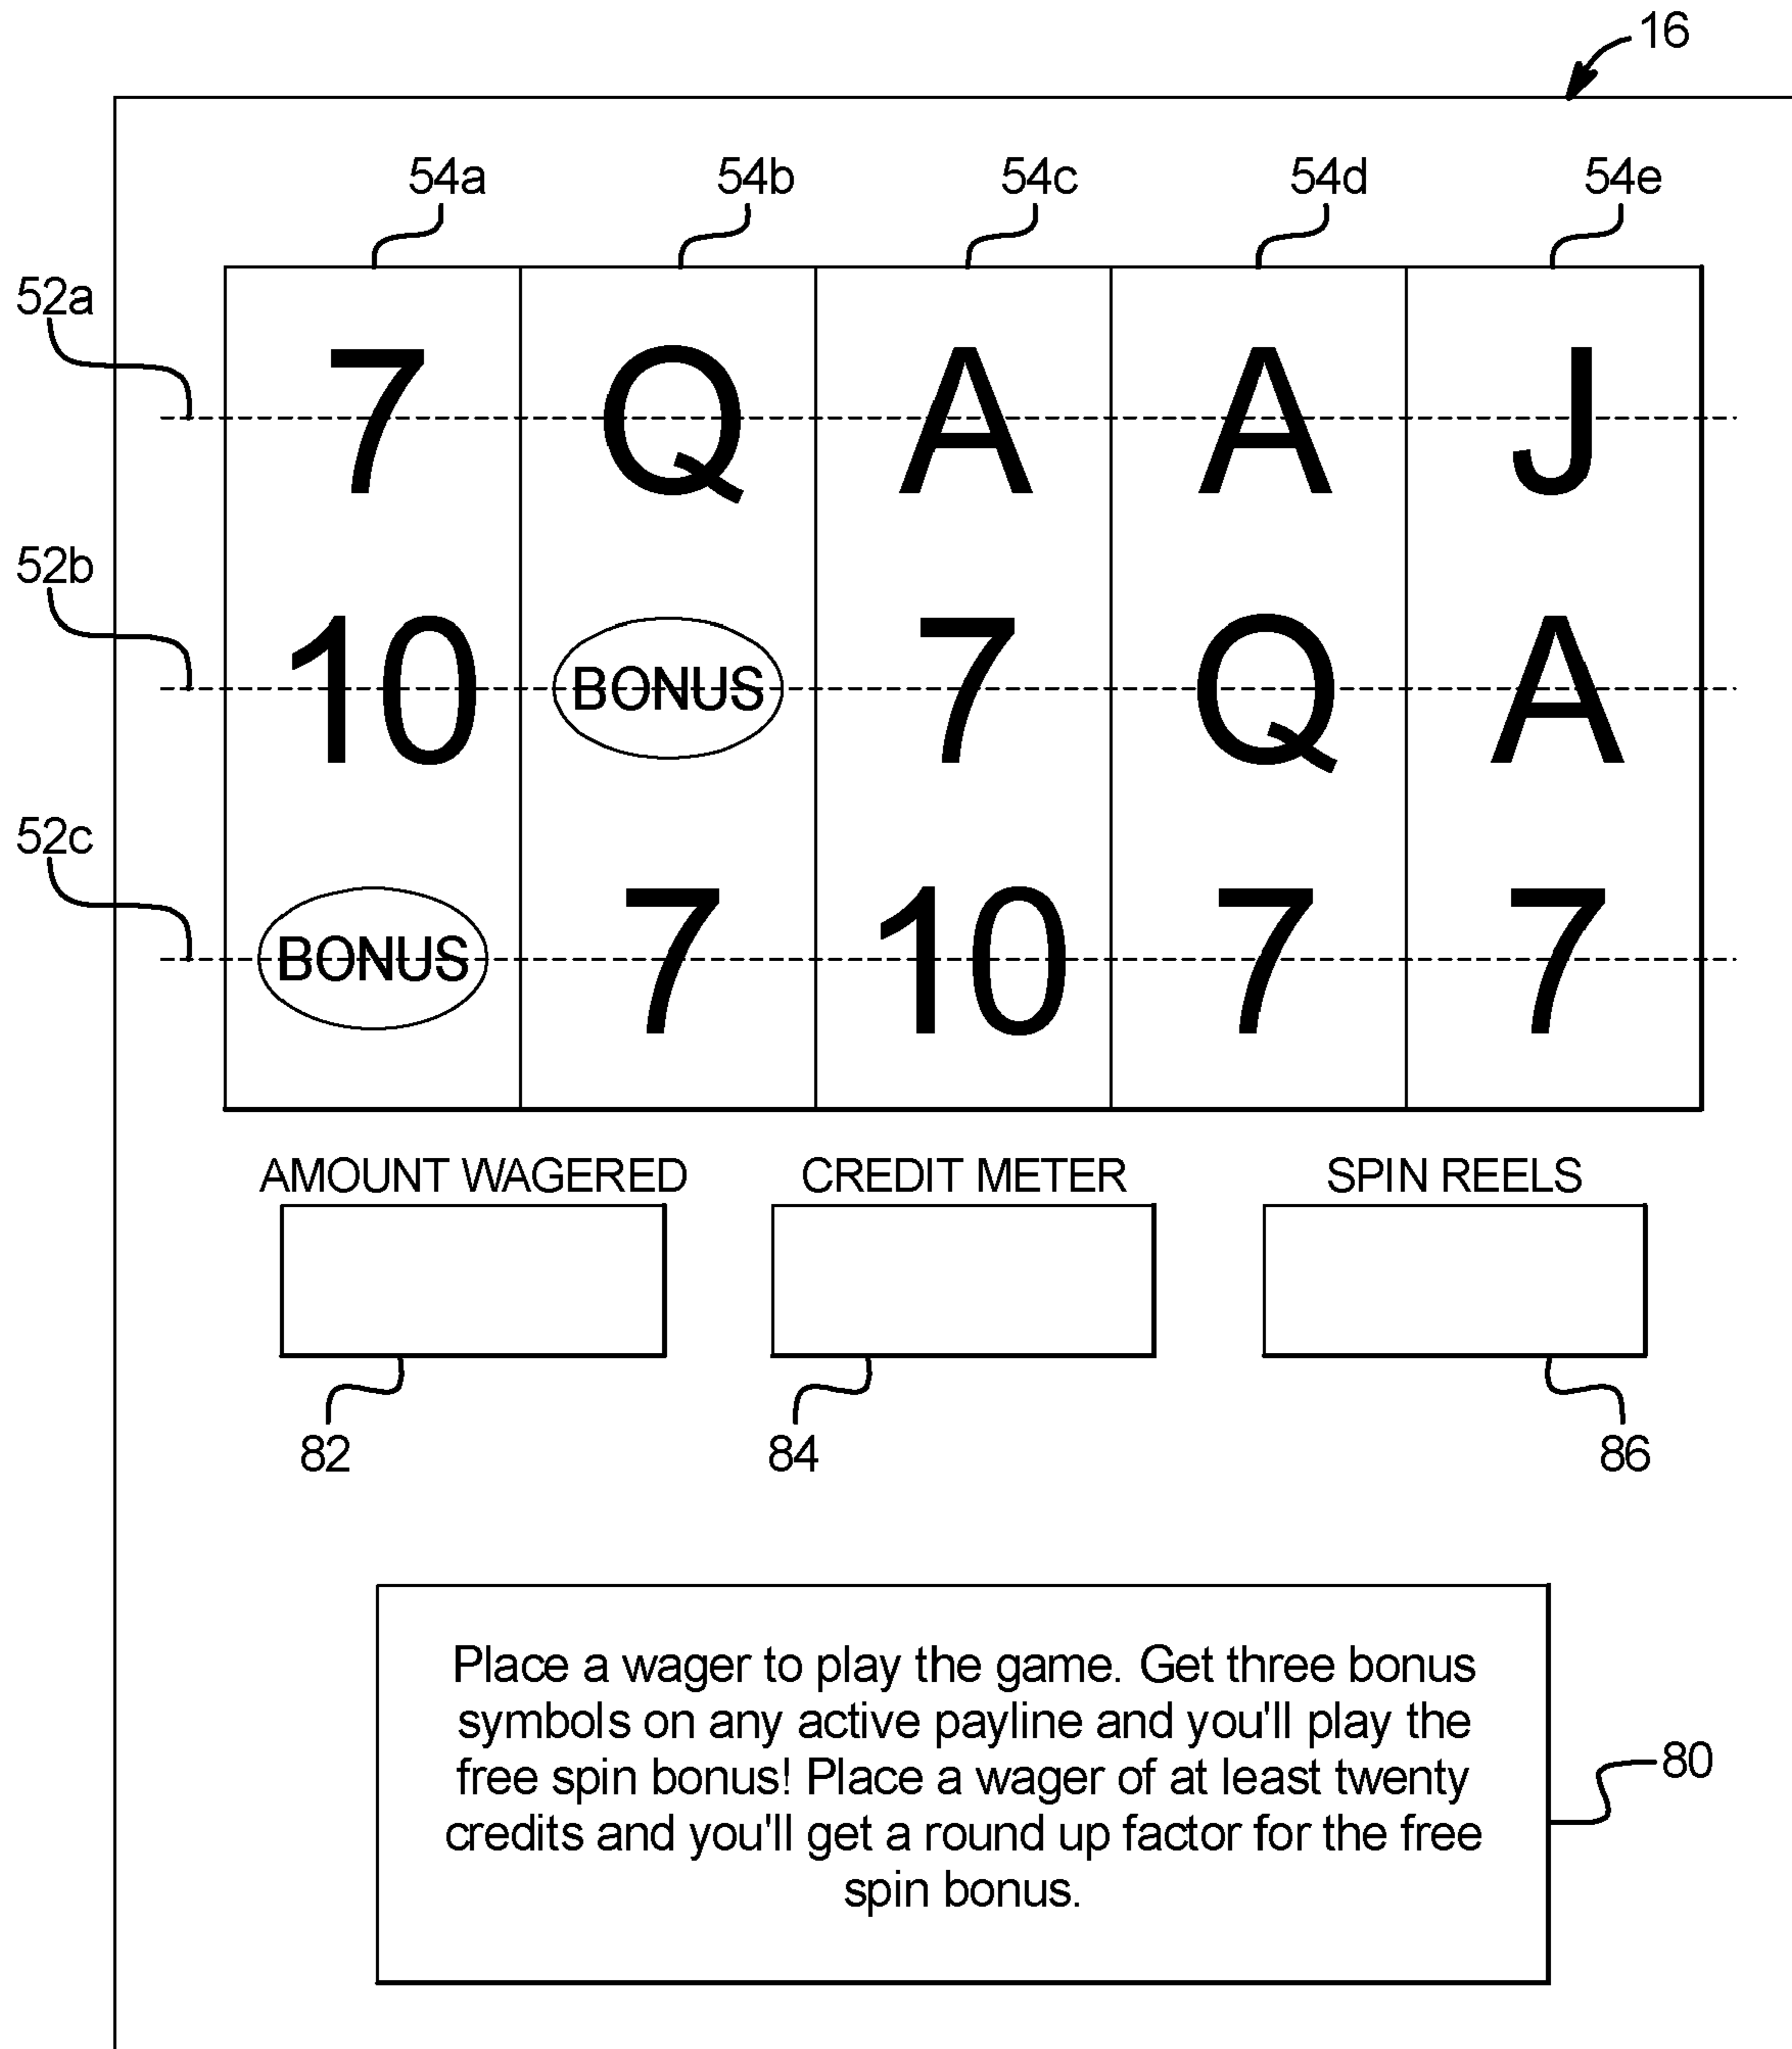 16
54a 54b 54c 54d 54e
52a
7 Q A A J
52b
10 BONUS 7 Q A
52c
BONUS 7 10 7 7
AMOUNT WAGERED CREDIT METER SPIN REELS
82 84 86
Place a wager to play the game. Get three bonus
symbols on any active payline and you'll play the
free spin bonus! Place a wager of at least twenty
80
credits and you'll get a round up factor for the free
spin bonus.